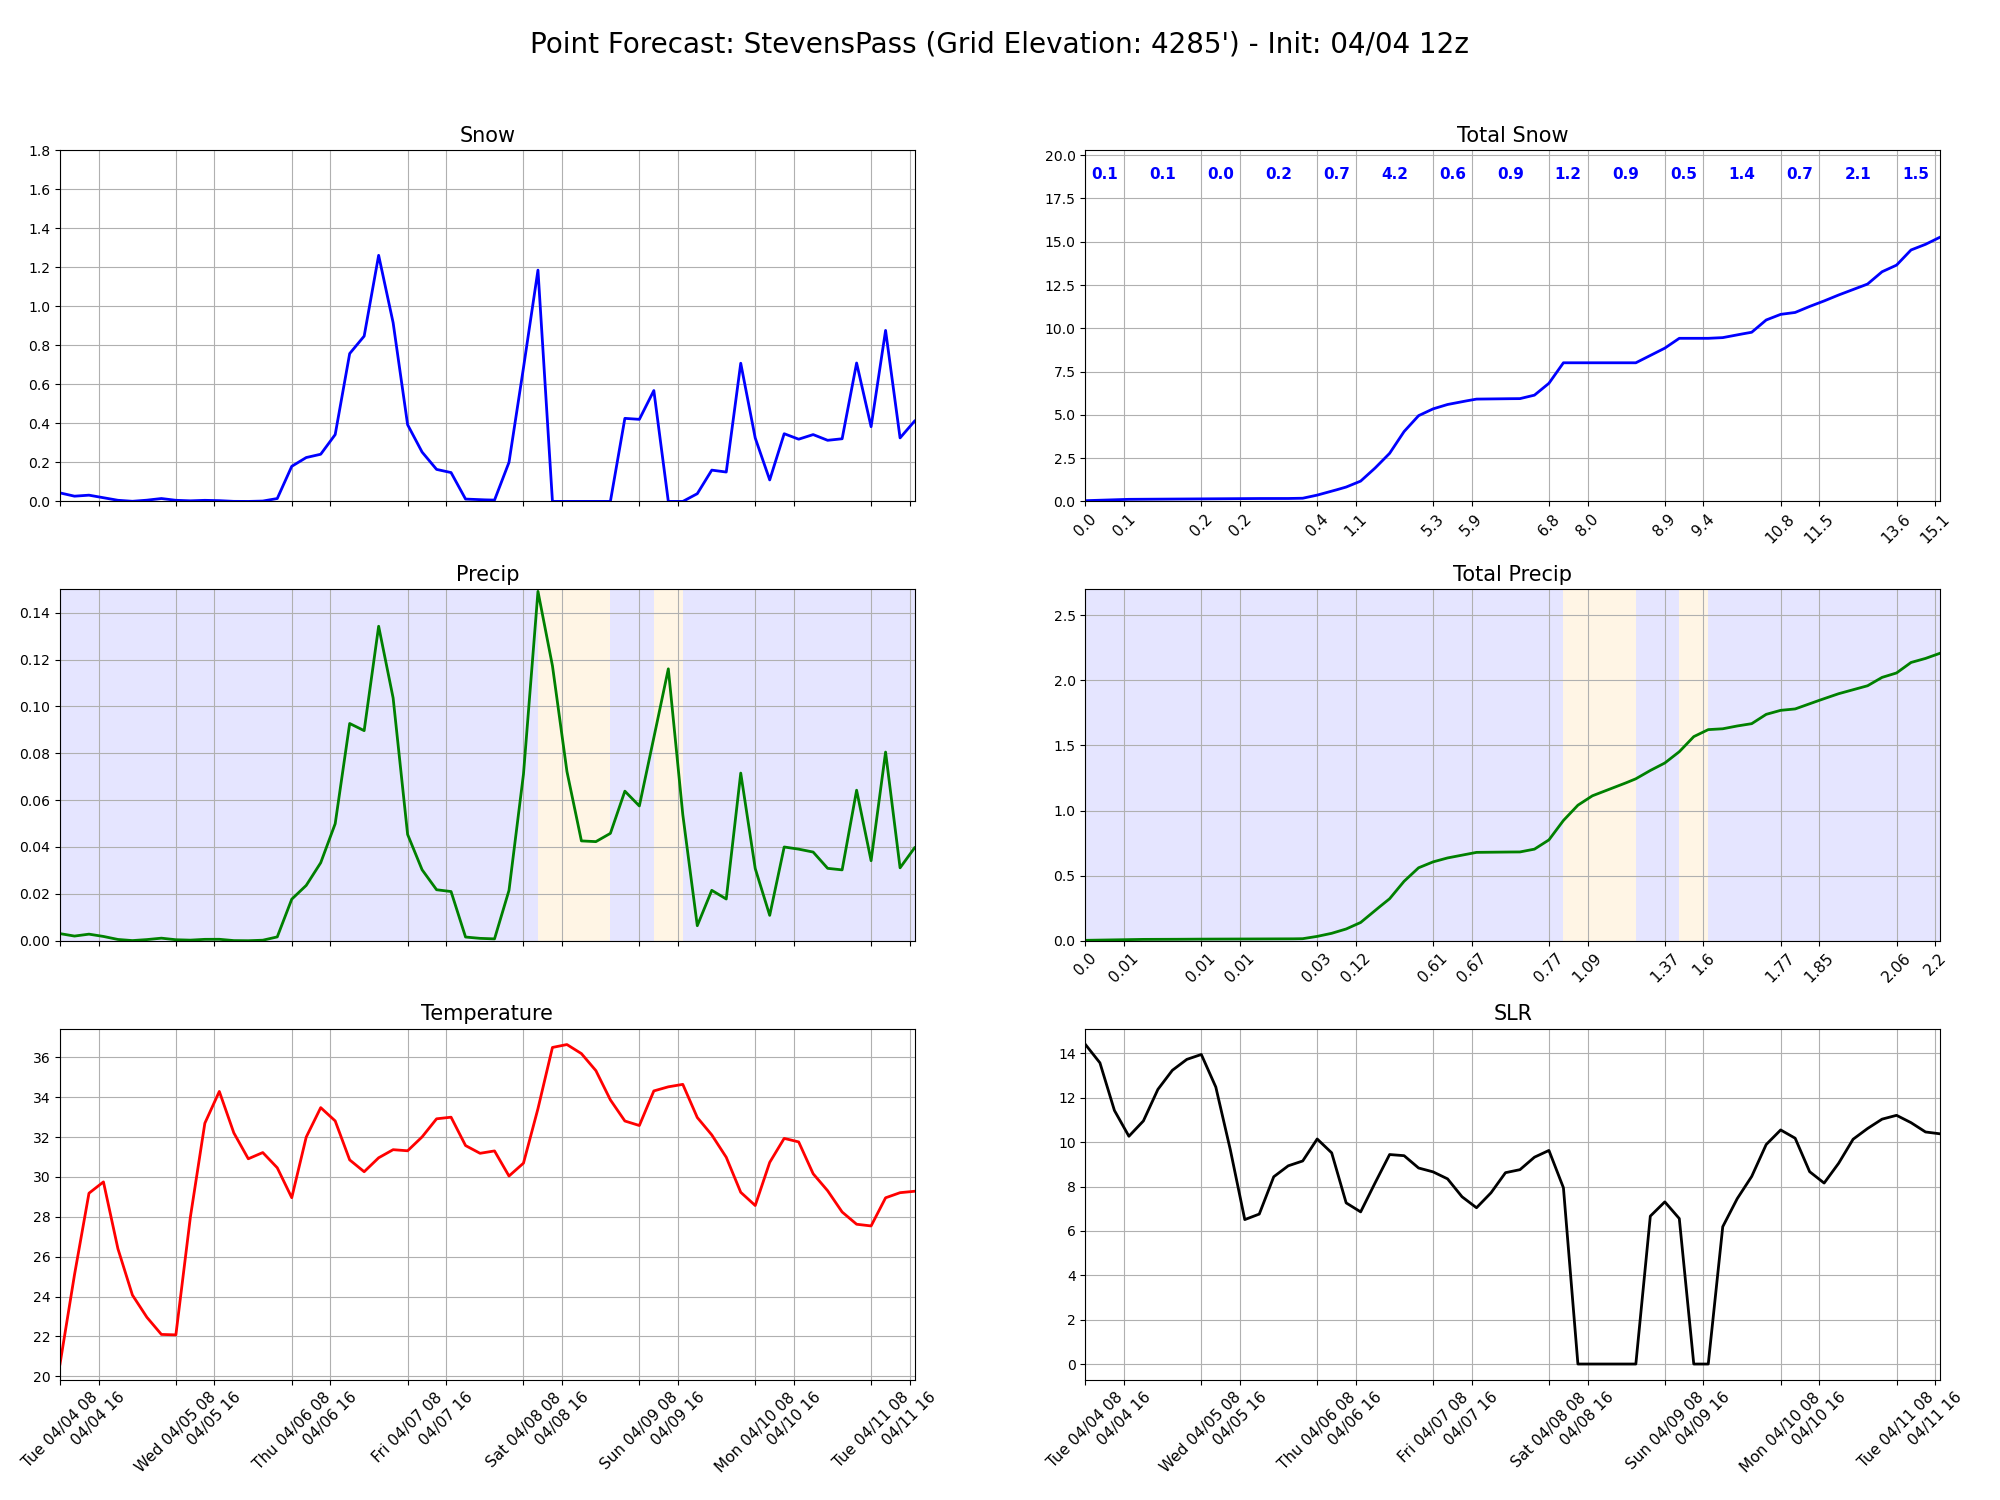 Point Forecast: StevensPass (Grid Elevation: 4285') - Init: 04/04 12z
Snow
1.8
1.6
1.4
1.2
1.0
0.8
0.6
0.4
0.2
0.0
Total Snow
20.0
17.5
15.0
12.5
10.0
7.5
5.0
2.5
0.0
0.1 0.1 0.0 0.2 0.7 4.2 0.6 0.9 1.2 0.9 0.5 1.4 0.7 2.1 1.5
0.0 0.1 0.2 0.2 0.4 1.1 5.3 5.9 6.8 8.0 8.9 9.4 10.8 11.5 13.6 15.1
Precip
0.14
0.12
0.10
0.08
0.06
0.04
0.02
0.00
Total Precip
2.5
2.0
1.5
1.0
0.5
0.0
0.0 0.01 0.01 0.01 0.03 0.12 0.61 0.67 0.77 1.09 1.37 1.6 1.77 1.85 2.06 2.2
Temperature
36
34
32
30
28
26
24
22
20
Tue 04/04 08
04/04 16
Wed 04/05 08
04/05 16
Thu 04/06 08
04/06 16
Fri 04/07 08
04/07 16
Sat 04/08 08
04/08 16
Sun 04/09 08
04/09 16
Mon 04/10 08
04/10 16
Tue 04/11 08
04/11 16
SLR
14
12
10
8
6
4
2
0
Tue 04/04 08
04/04 16
Wed 04/05 08
04/05 16
Thu 04/06 08
04/06 16
Fri 04/07 08
04/07 16
Sat 04/08 08
04/08 16
Sun 04/09 08
04/09 16
Mon 04/10 08
04/10 16
Tue 04/11 08
04/11 16